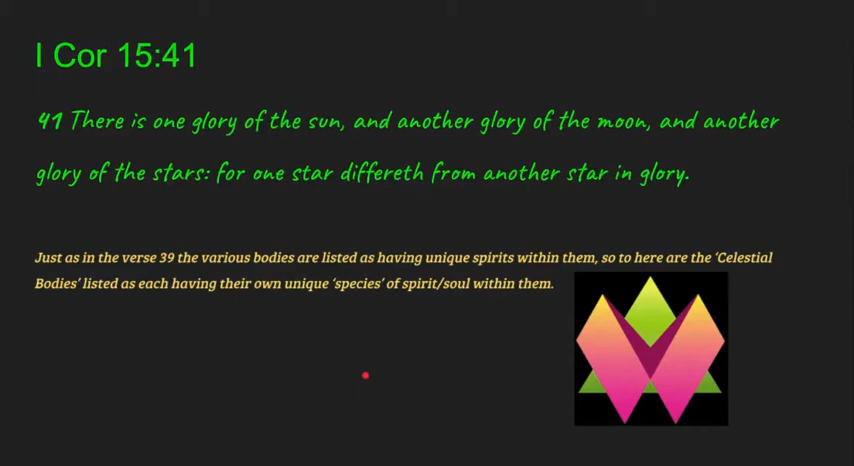 I Cor 15:41
41 There is one glory of the sun, and another glory of the moon, and another
glory of the stars: for one star differeth from another star in glory.
Just as in the verse 39 the various bodies are listed as having unique spirits within them, so to here are the 'Celestial
Bodies' listed as each having their own unique 'species' of spirit/soul within them.